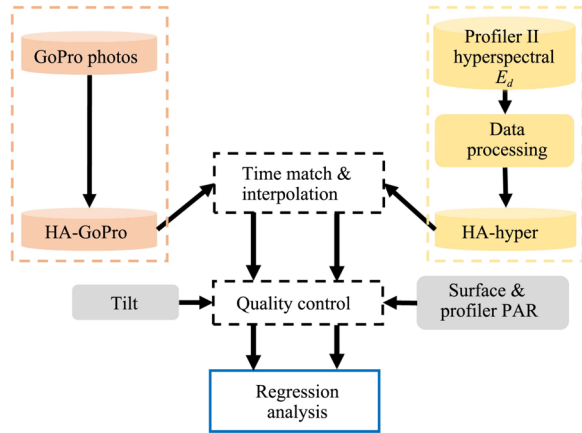 GoPro photos
HA-GoPro
Profiler II
hyperspectral
E_d
Data
processing
HA-hyper
Time match &
interpolation
Tilt
Quality control
Surface &
profiler PAR
Regression
analysis